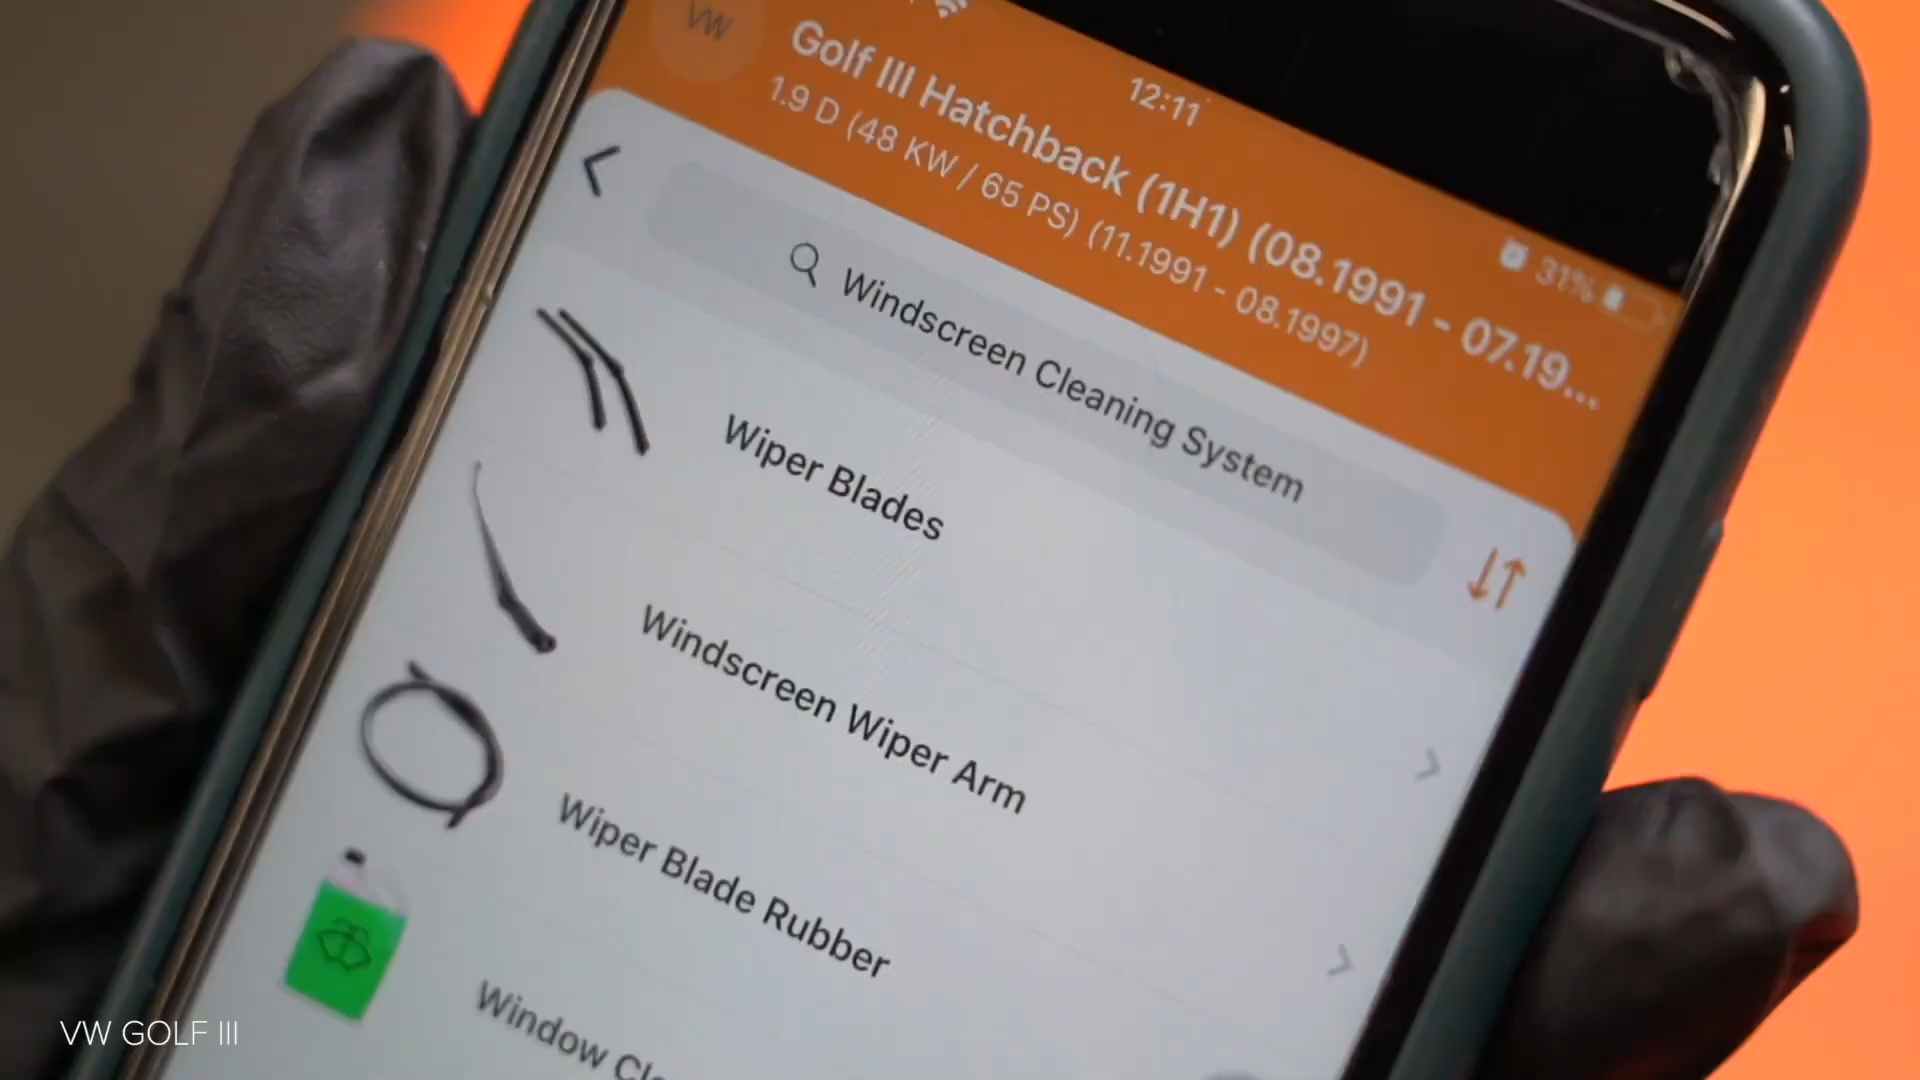 12:11
31%
VW
Golf III Hatchback (1H1) (08.1991 - 07.19...
1.9 D (48 KW / 65 PS) (11.1991 - 08.1997)
Windscreen Cleaning System
Wiper Blades
Windscreen Wiper Arm
Wiper Blade Rubber
Window
VW GOLF III